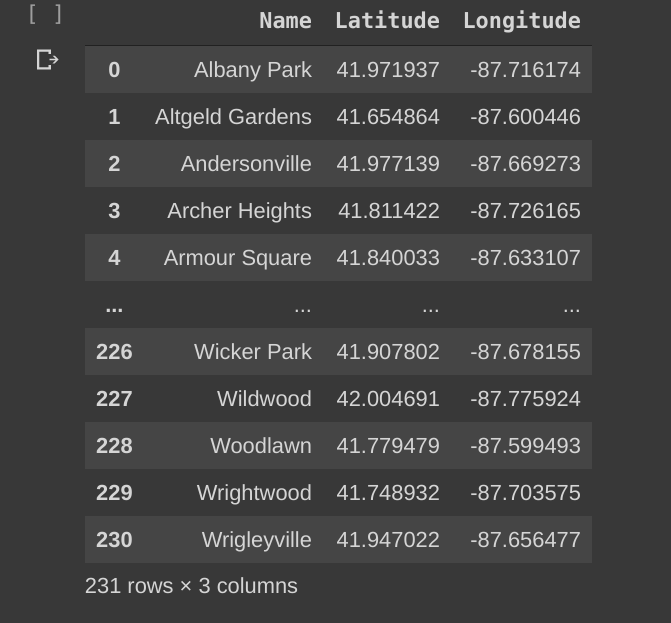 [ ]
Name Latitude Longitude
0 Albany Park 41.971937 -87.716174
1 Altgeld Gardens 41.654864 -87.600446
2 Andersonville 41.977139 -87.669273
3 Archer Heights 41.811422 -87.726165
4 Armour Square 41.840033 -87.633107
... ... ... ...
226 Wicker Park 41.907802 -87.678155
227 Wildwood 42.004691 -87.775924
228 Woodlawn 41.779479 -87.599493
229 Wrightwood 41.748932 -87.703575
230 Wrigleyville 41.947022 -87.656477
231 rows × 3 columns